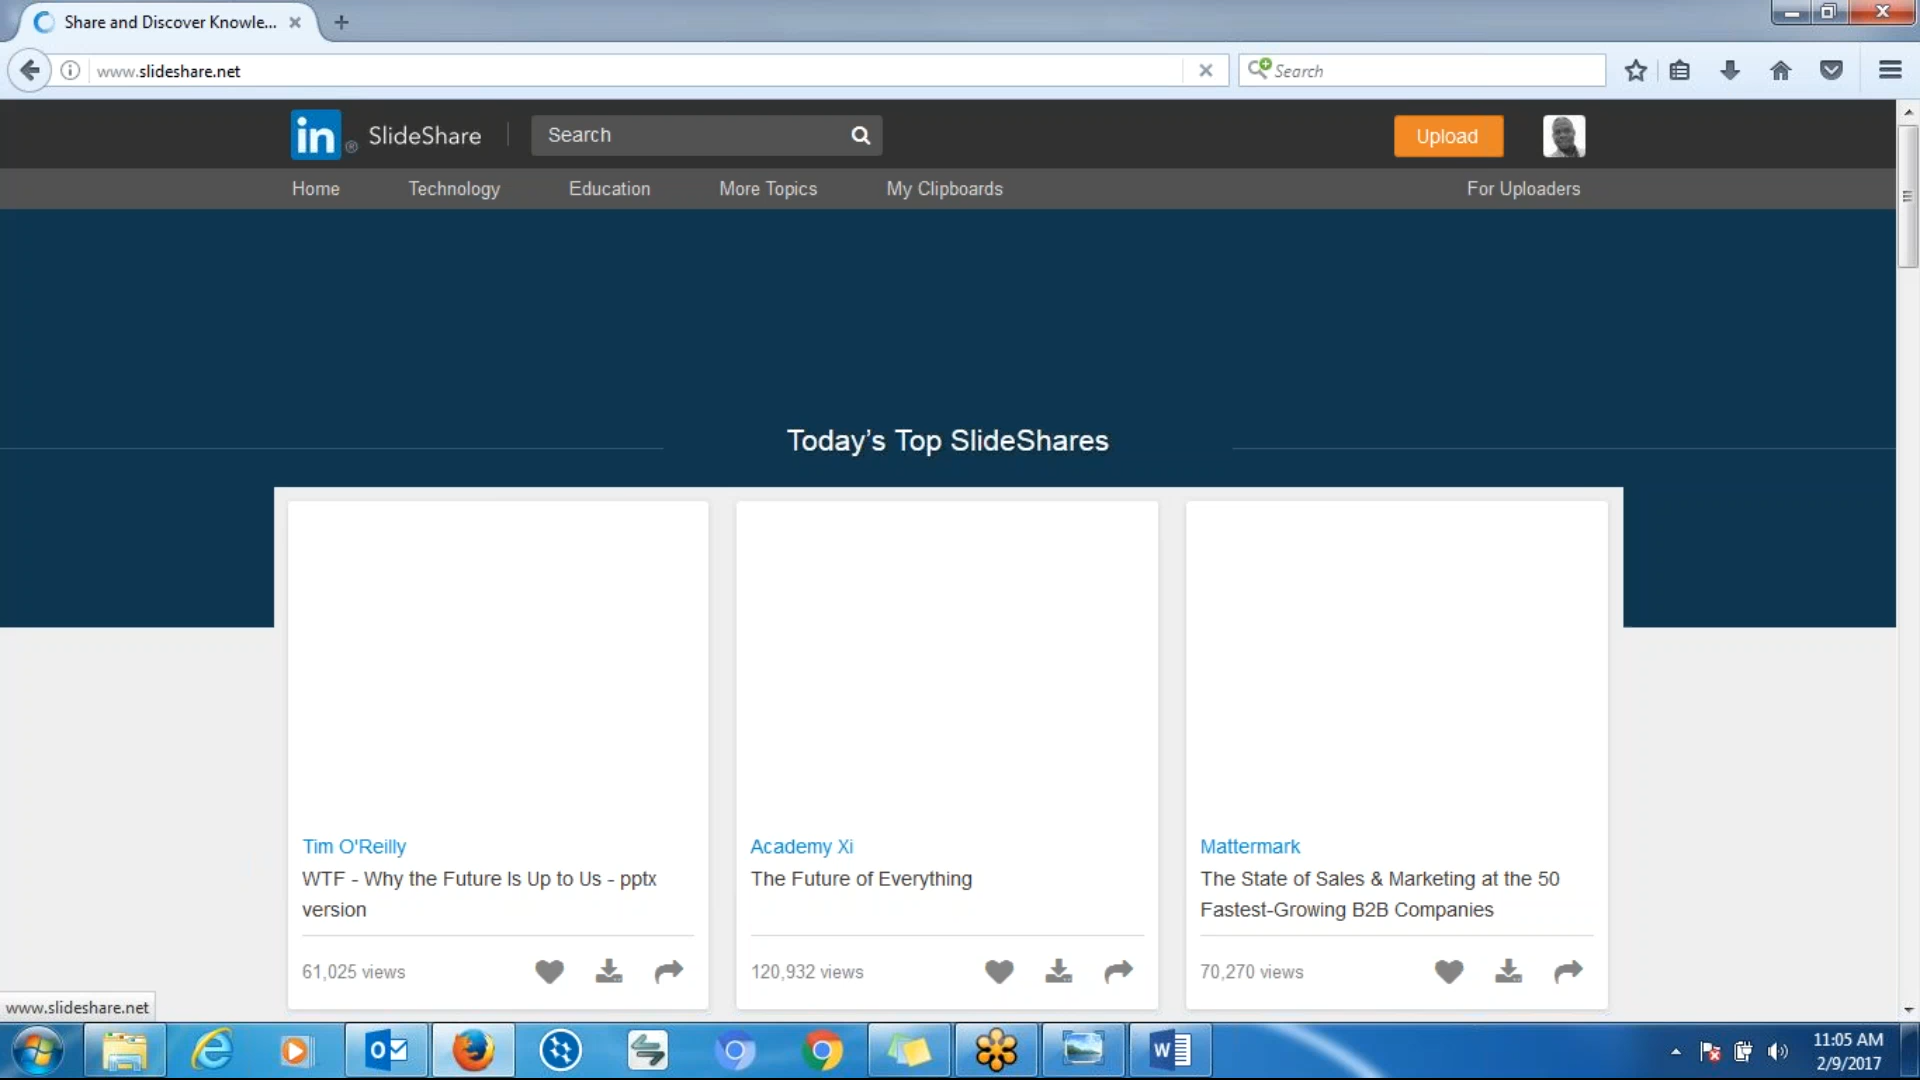 Share and Discover Knowle...
www.slideshare.net
Search
in ® SlideShare
Search
Upload
Home Technology Education More Topics My Clipboards For Uploaders
Today’s Top SlideShares
Tim O'Reilly
WTF - Why the Future Is Up to Us - pptx
version
61,025 views
Academy Xi
The Future of Everything
120,932 views
Mattermark
The State of Sales & Marketing at the 50
Fastest-Growing B2B Companies
70,270 views
www.slideshare.net
11:05 AM
2/9/2017